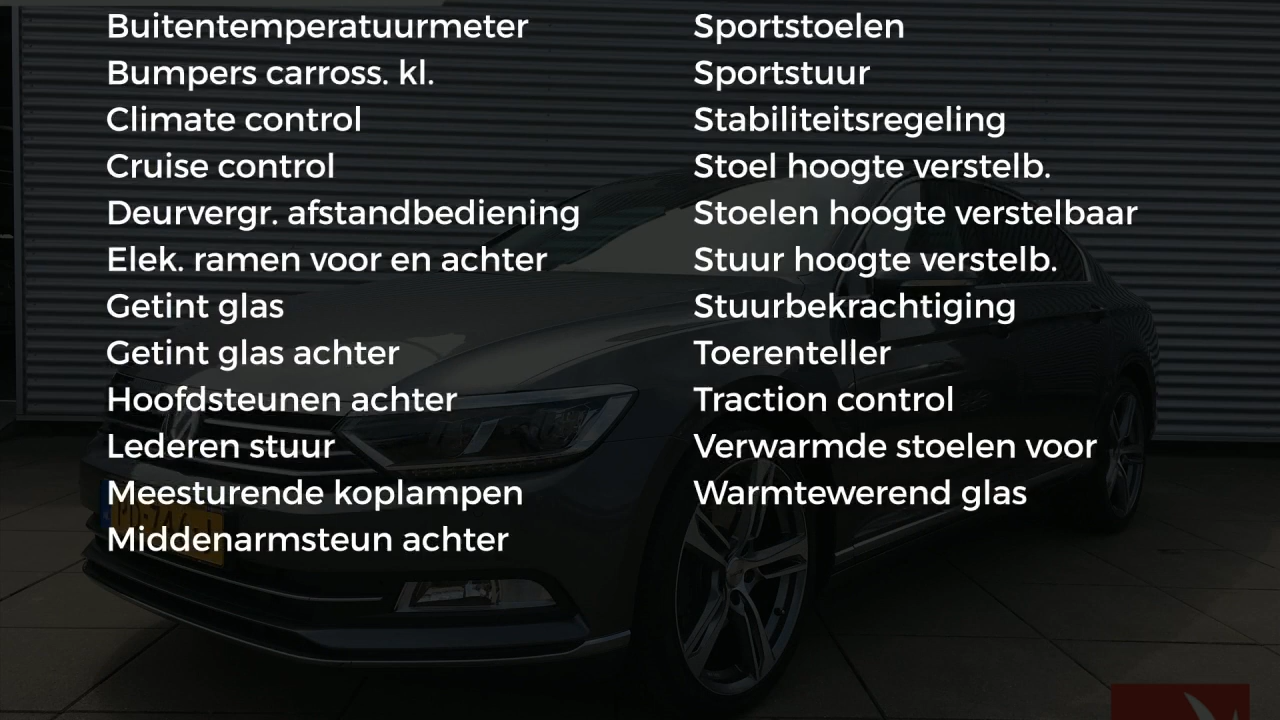 Buitentemperatuurmeter
Bumpers carross. kl.
Climate control
Cruise control
Deurvergr. afstandbediening
Elek. ramen voor en achter
Getint glas
Getint glas achter
Hoofdsteunen achter
Lederen stuur
Meesturende koplampen
Middenarmsteun achter
Sportstoelen
Sportstuur
Stabiliteitsregeling
Stoel hoogte verstelb.
Stoelen hoogte verstelbaar
Stuur hoogte verstelb.
Stuurbekrachtiging
Toerenteller
Traction control
Verwarmde stoelen voor
Warmtewerend glas